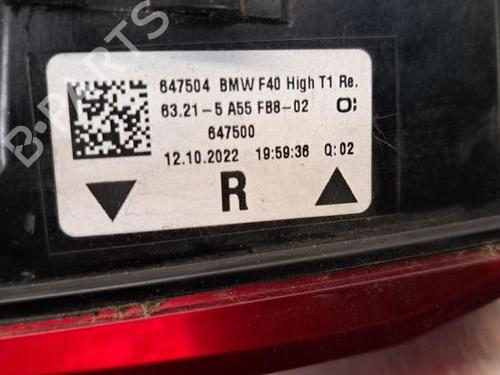 647504 BMW F40 High T1 Re.
63.21-5 A55 FB8-02 O;
647500
12.10.2022 19:59:36 Q:02
R
B-PARTS